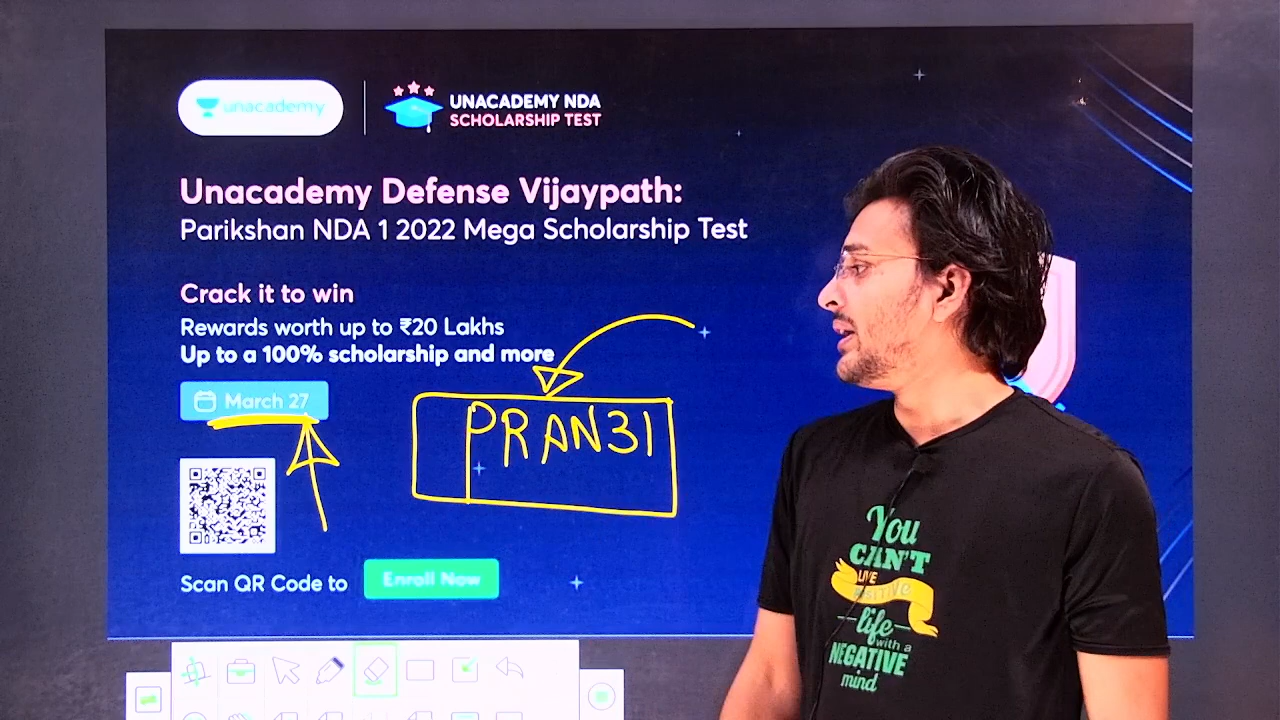 unacademy
UNACADEMY NDA
SCHOLARSHIP TEST
Unacademy Defense Vijaypath:
Parikshan NDA 1 2022 Mega Scholarship Test
Crack it to win
Rewards worth up to ₹20 Lakhs
Up to a 100% scholarship and more
March 27
PRAN31
Scan QR Code to
Enroll Now
You
CAN'T
LIVE
POSITIVE
life
with a
NEGATIVE
mind